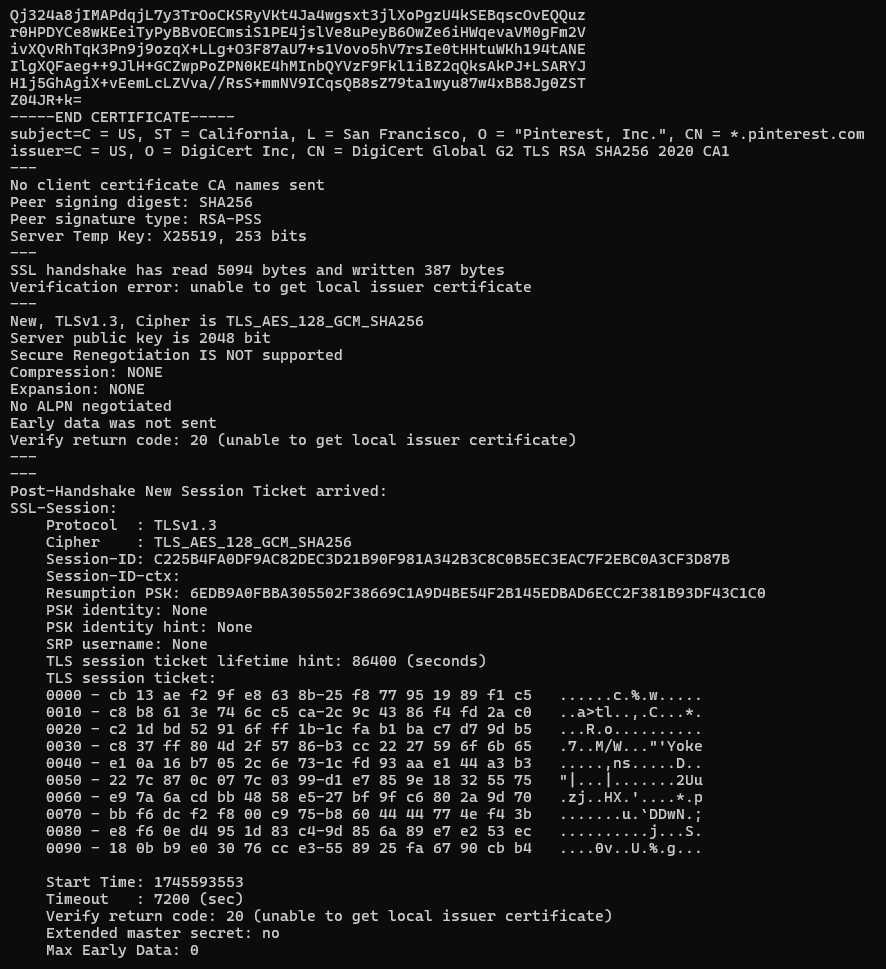 Qj324a8jIMAPdqjL7y3TrOoCKSRyVKt4Ja4wgsxt3jlXoPgzU4kSEBqscOvEQQuz
r0HPDYCe8wKEeiTyPyBBvOECmsiS1PE4jslVe8uPeyB6OwZe6iHWqevaVM0gFm2V
ivXQvRhTqK3Pn9j9ozqX+LLg+O3F87aU7+s1Vovo5hV7rsIe0tHHtuWKh194tANE
IlgXQFaeg++9JlH+GCZwpPoZPN0KE4hMInbQYVzF9Fkl1iBZ2qQksAkPJ+LSARYJ
H1j5GhAgiX+vEemLcLZVva//RsS+mmNV9ICqsQB8sZ79ta1wyu87w4xBB8Jg0ZST
Z04JR+k=
-----END CERTIFICATE-----
subject=C = US, ST = California, L = San Francisco, O = "Pinterest, Inc.", CN = *.pinterest.com
issuer=C = US, O = DigiCert Inc, CN = DigiCert Global G2 TLS RSA SHA256 2020 CA1
---
No client certificate CA names sent
Peer signing digest: SHA256
Peer signature type: RSA-PSS
Server Temp Key: X25519, 253 bits
---
SSL handshake has read 5094 bytes and written 387 bytes
Verification error: unable to get local issuer certificate
---
New, TLSv1.3, Cipher is TLS_AES_128_GCM_SHA256
Server public key is 2048 bit
Secure Renegotiation IS NOT supported
Compression: NONE
Expansion: NONE
No ALPN negotiated
Early data was not sent
Verify return code: 20 (unable to get local issuer certificate)
---
---
Post-Handshake New Session Ticket arrived:
SSL-Session:
    Protocol  : TLSv1.3
    Cipher    : TLS_AES_128_GCM_SHA256
    Session-ID: C225B4FA0DF9AC82DEC3D21B90F981A342B3C8C0B5EC3EAC7F2EBC0A3CF3D87B
    Session-ID-ctx:
    Resumption PSK: 6EDB9A0FBBA305502F38669C1A9D4BE54F2B145EDBAD6ECC2F381B93DF43C1C0
    PSK identity: None
    PSK identity hint: None
    SRP username: None
    TLS session ticket lifetime hint: 86400 (seconds)
    TLS session ticket:
    0000 - cb 13 ae f2 9f e8 63 8b-25 f8 77 95 19 89 f1 c5   ......c.%.w.....
    0010 - c8 b8 61 3e 74 6c c5 ca-2c 9c 43 86 f4 fd 2a c0   ..a>tl..,.C...*.
    0020 - c2 1d bd 52 91 6f ff 1b-1c fa b1 ba c7 d7 9d b5   ...R.o..........
    0030 - c8 37 ff 80 4d 2f 57 86-b3 cc 22 27 59 6f 6b 65   .7..M/W..."'Yoke
    0040 - e1 0a 16 b7 05 2c 6e 73-1c fd 93 aa e1 44 a3 b3   .....,ns.....D..
    0050 - 22 7c 87 0c 07 7c 03 99-d1 e7 85 9e 18 32 55 75   "|...|.......2Uu
    0060 - e9 7a 6a cd bb 48 58 e5-27 bf 9f c6 80 2a 9d 70   .zj..HX.'....*.p
    0070 - bb f6 dc f2 f8 00 c9 75-b8 60 44 44 77 4e f4 3b   .......u.`DDwN.;
    0080 - e8 f6 0e d4 95 1d 83 c4-9d 85 6a 89 e7 e2 53 ec   ..........j...S.
    0090 - 18 0b b9 e0 30 76 cc e3-55 89 25 fa 67 90 cb b4   ....0v..U.%.g...
    Start Time: 1745593553
    Timeout   : 7200 (sec)
    Verify return code: 20 (unable to get local issuer certificate)
    Extended master secret: no
    Max Early Data: 0